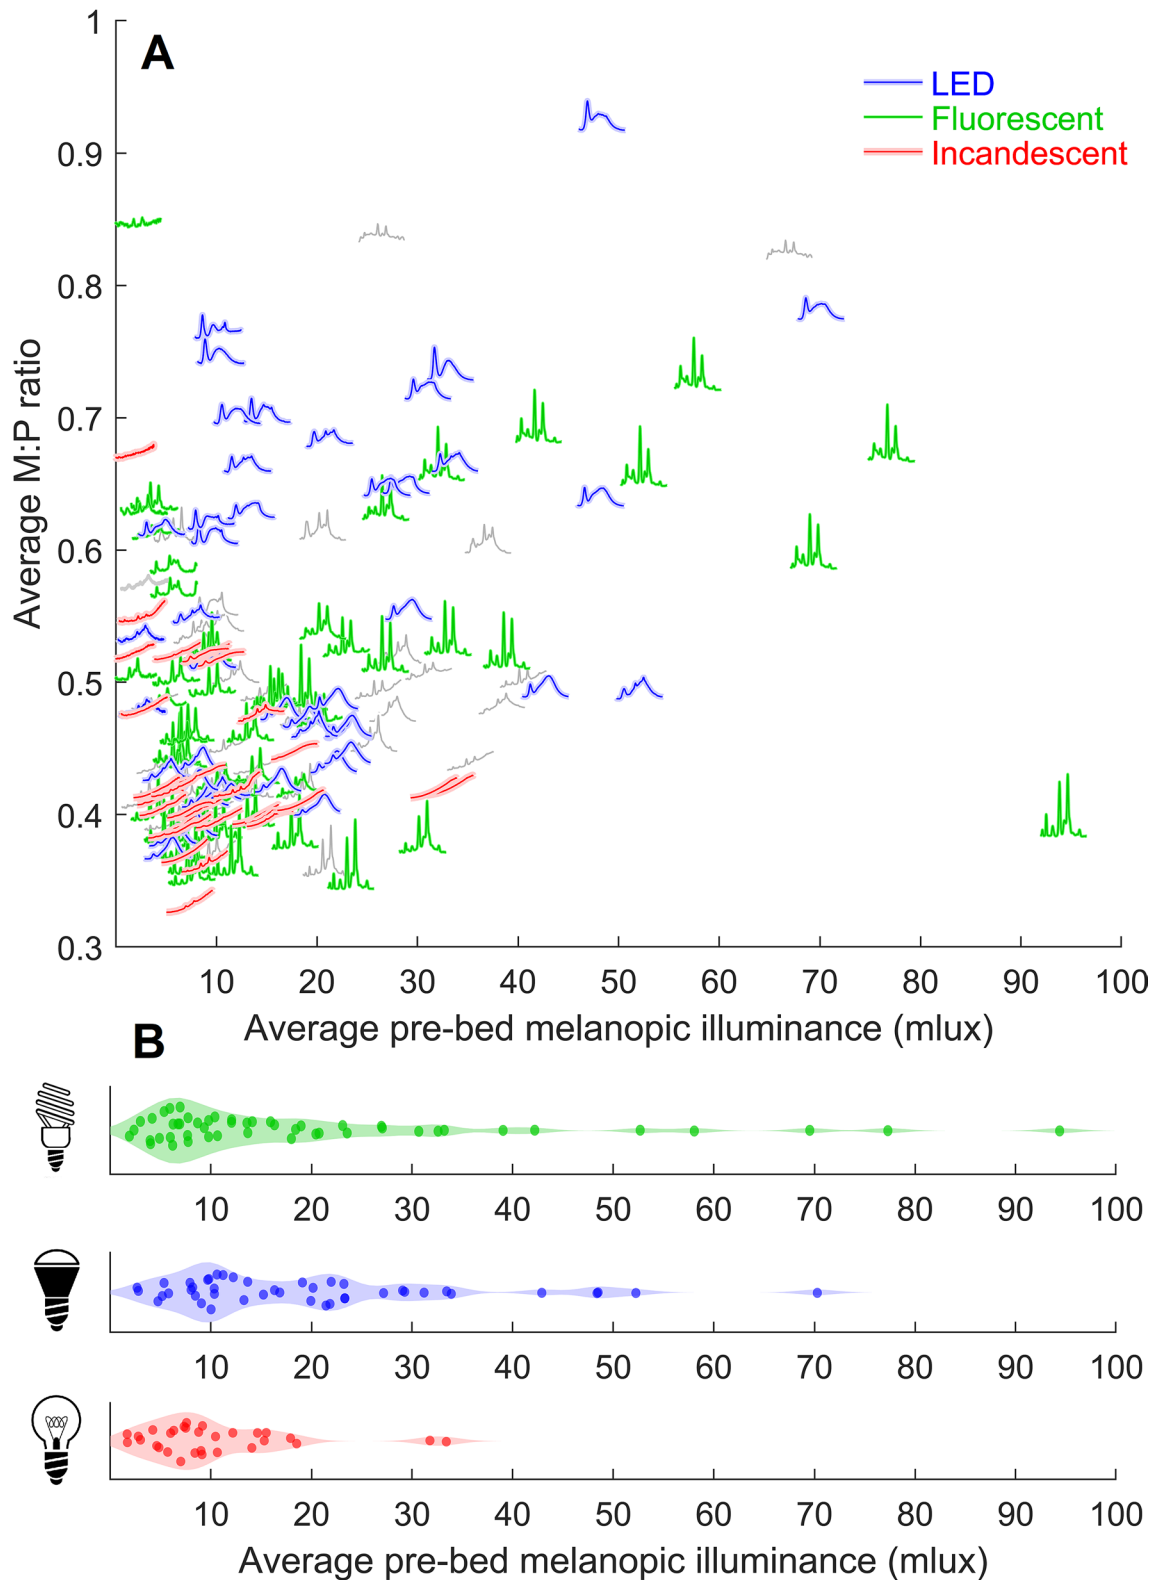 A
1
LED
Fluorescent
Incandescent
0.9
0.8
0.7
0.6
0.5
0.4
0.3
Average M:P ratio
10 20 30 40 50 60 70 80 90 100
Average pre-bed melanopic illuminance (mlux)
B
10 20 30 40 50 60 70 80 90 100
10 20 30 40 50 60 70 80 90 100
10 20 30 40 50 60 70 80 90 100
Average pre-bed melanopic illuminance (mlux)